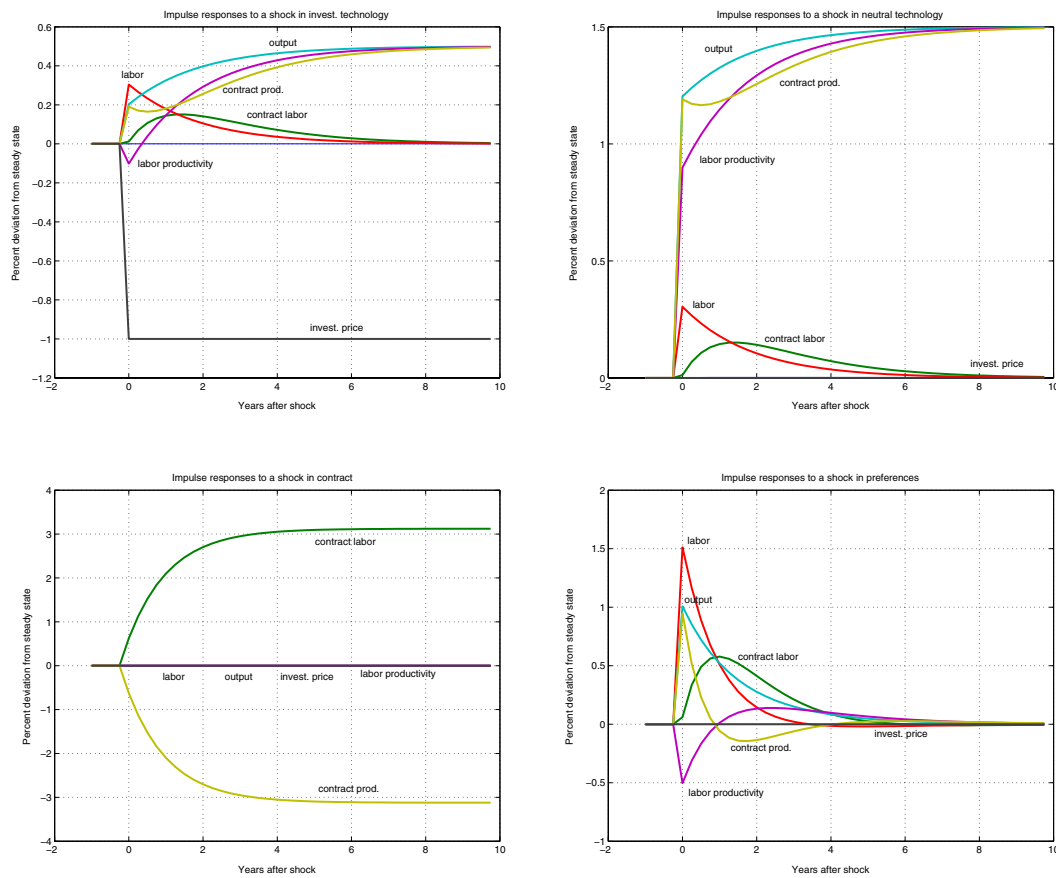 Impulse responses to a shock in invest. technology
Percent deviation from steady state
0.6
0.4
0.2
0
−0.2
−0.4
−0.6
−0.8
−1
−1.2
output
labor
contract prod.
contract labor
labor productivity
invest. price
−2
0
2
4
6
8
10
Years after shock
Impulse responses to a shock in neutral technology
Percent deviation from steady state
1.5
1
0.5
0
output
contract prod.
labor productivity
labor
contract labor
invest. price
−2
0
2
4
6
8
10
Years after shock
Impulse responses to a shock in contract
Percent deviation from steady state
4
3
2
1
0
−1
−2
−3
−4
contract labor
labor
output
invest. price
labor productivity
contract prod.
−2
0
2
4
6
8
10
Years after shock
Impulse responses to a shock in preferences
Percent deviation from steady state
2
1.5
1
0.5
0
−0.5
−1
labor
output
contract labor
invest. price
contract prod.
labor productivity
−2
0
2
4
6
8
10
Years after shock